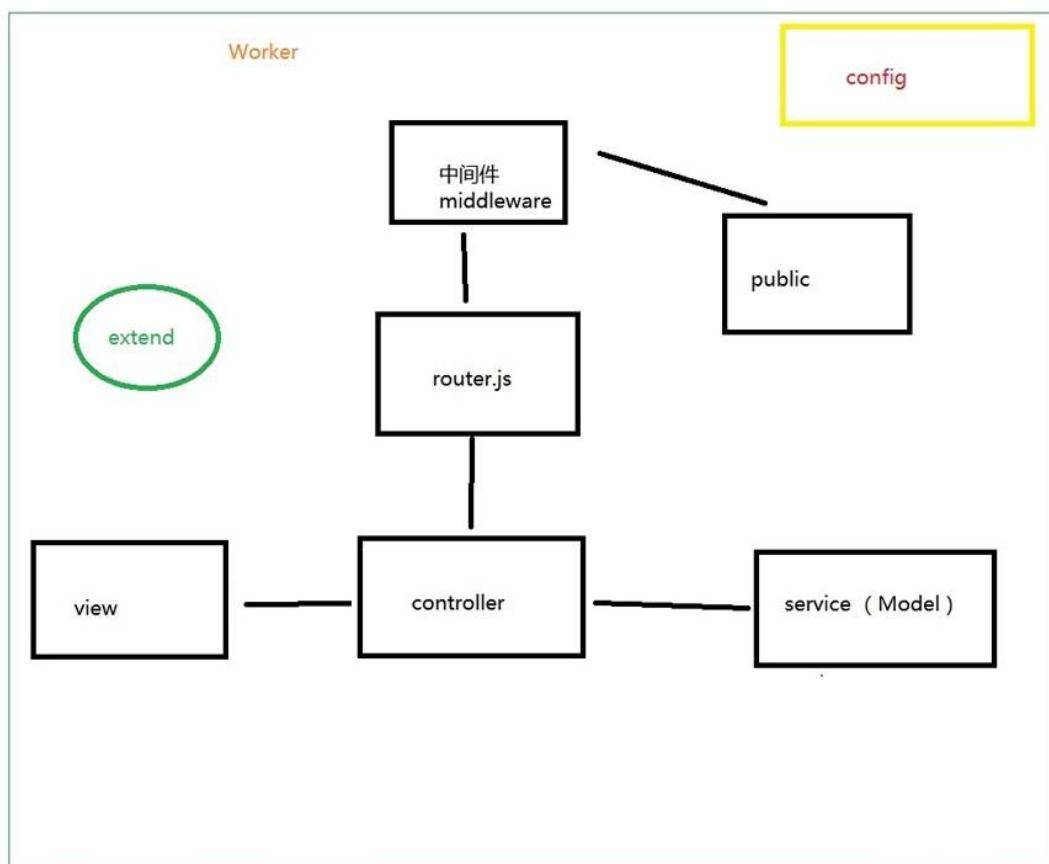 Worker
config
中间件
middleware
public
extend
router.js
view
controller
service （Model）